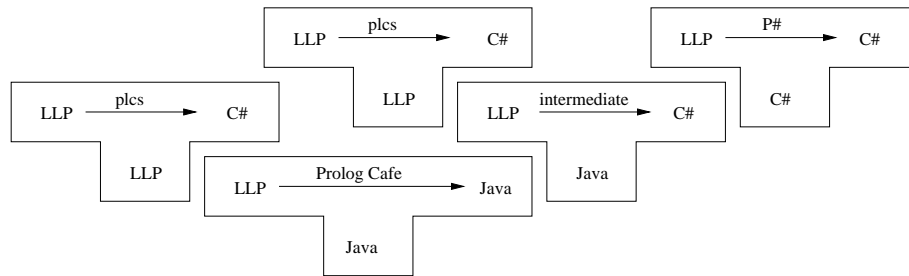 LLP plcs C#
LLP
LLP P# C#
C#
LLP plcs C#
LLP
LLP intermediate C#
Java
LLP Prolog Cafe Java
Java